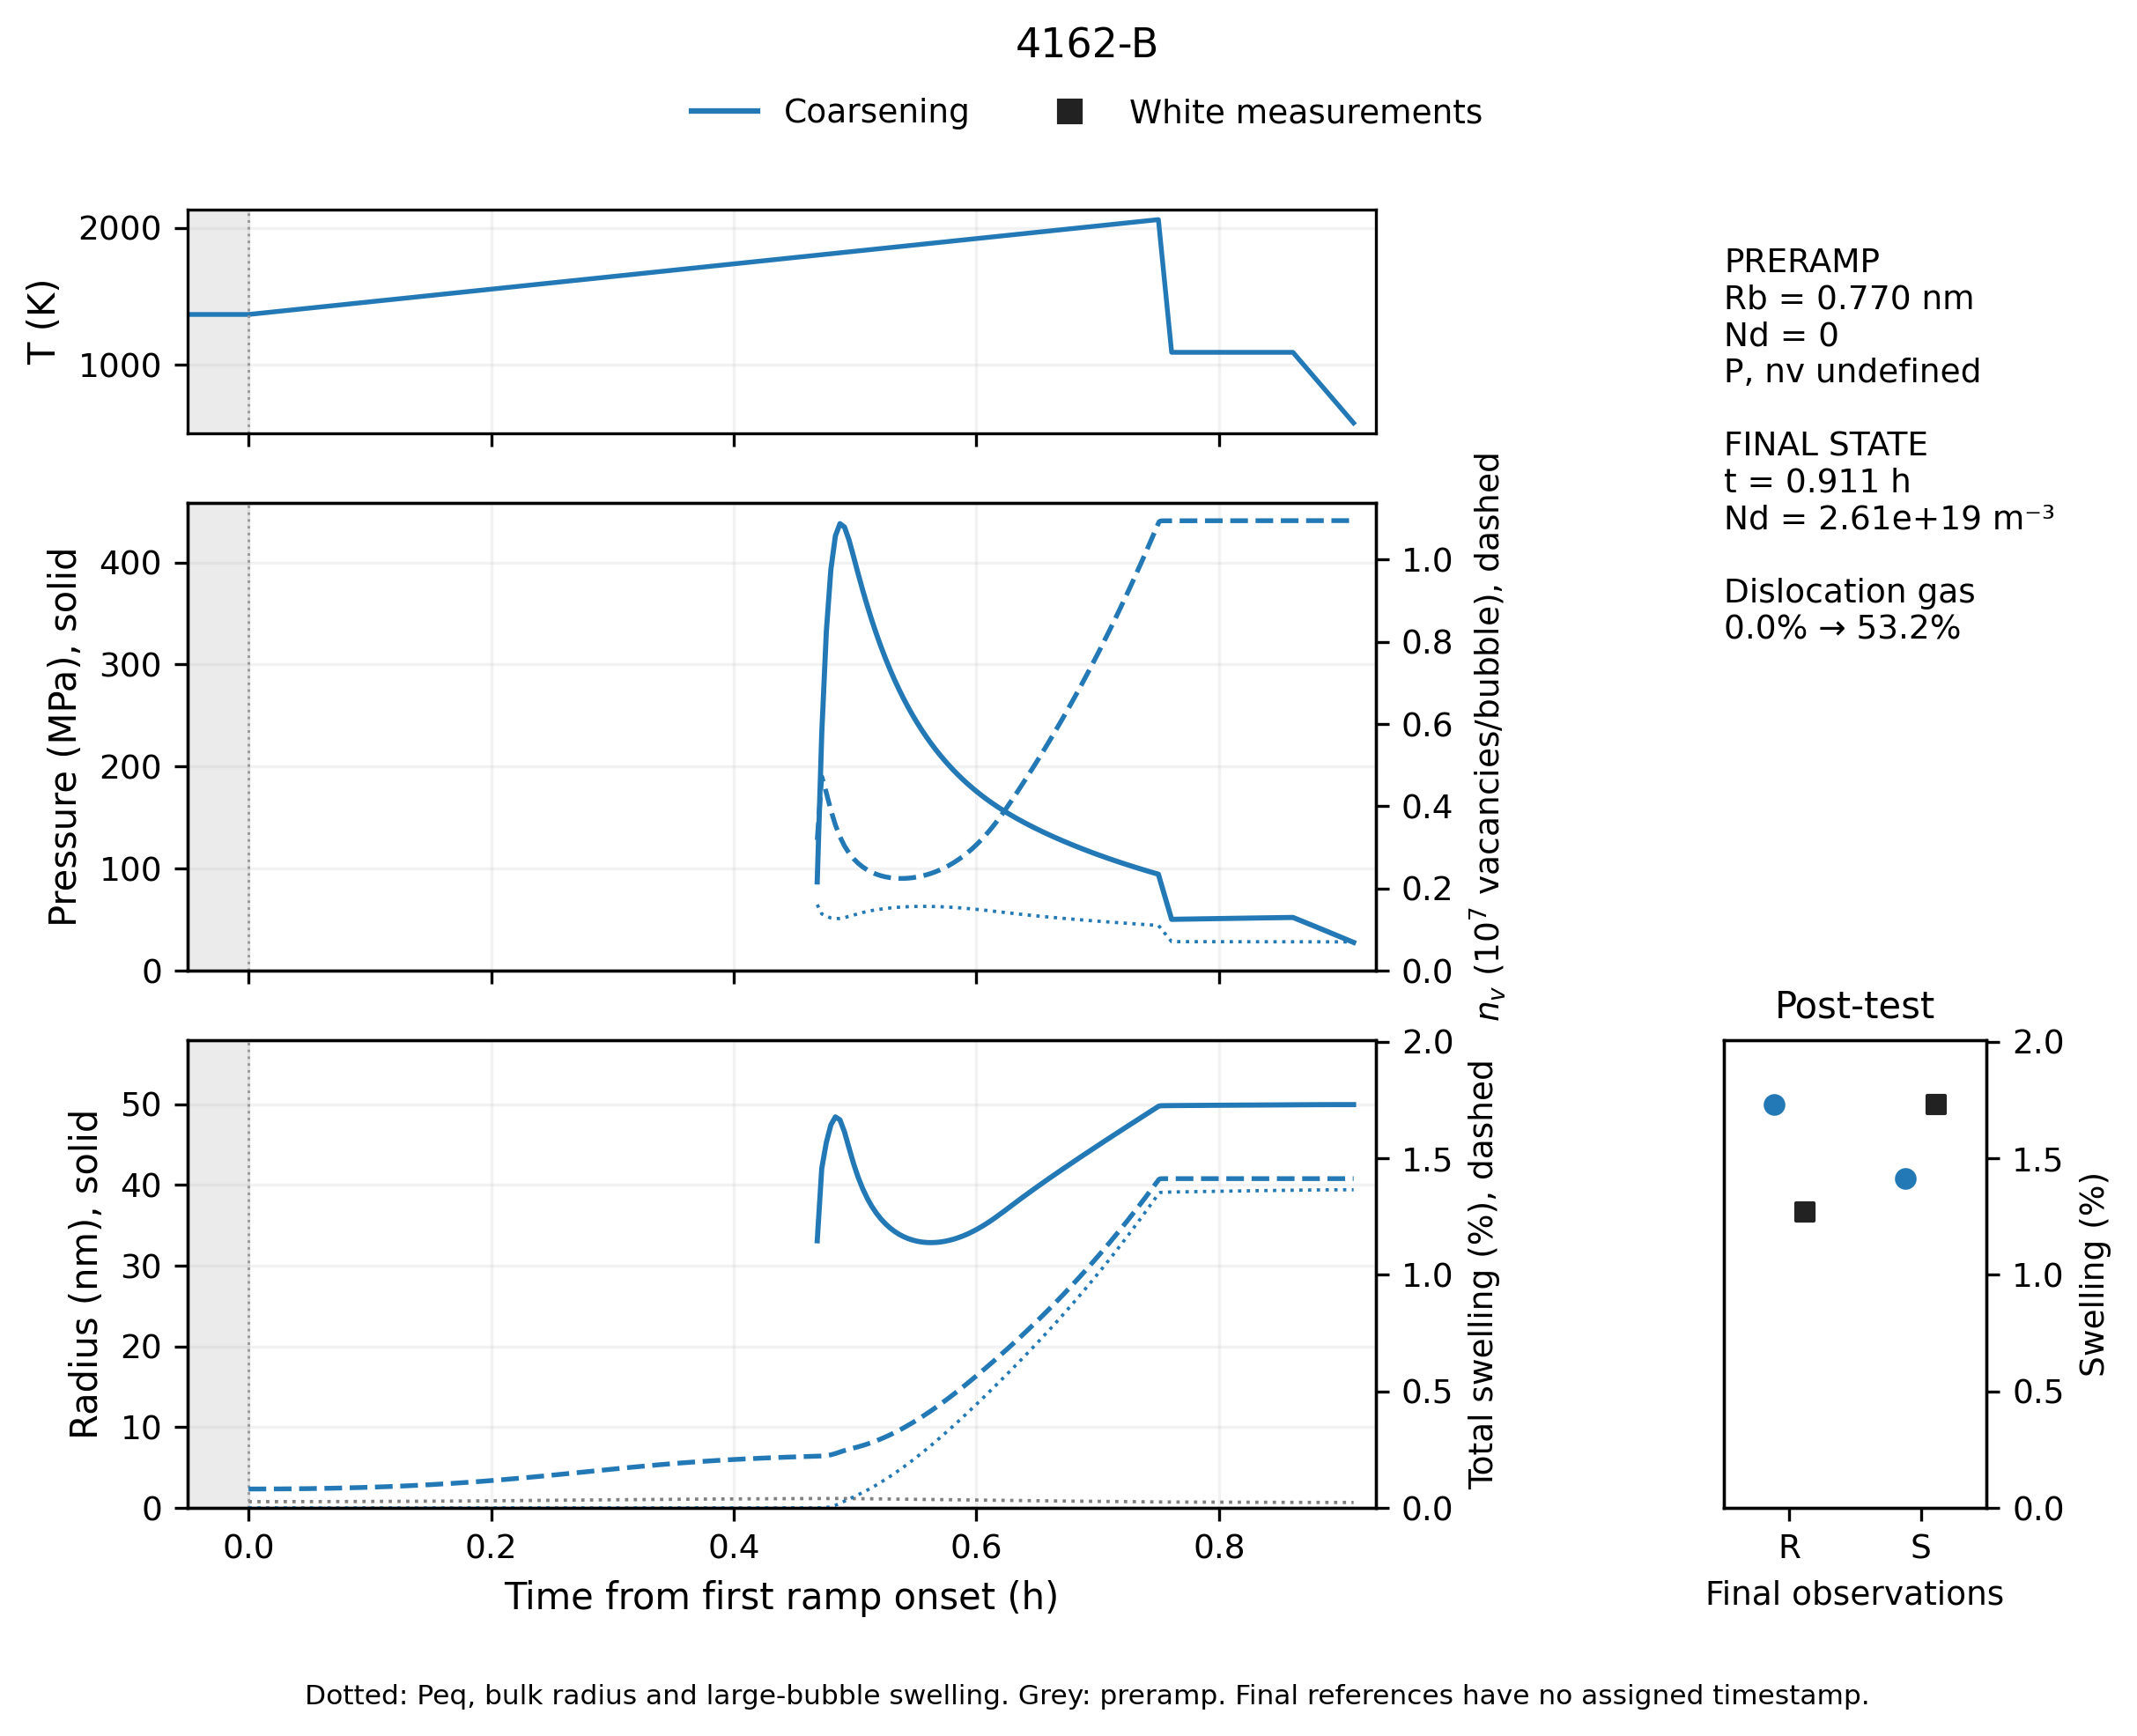 4162-B
Coarsening
White measurements
T (K)
2000
1000
PRERAMP
Rb = 0.770 nm
Nd = 0
P, nv undefined
FINAL STATE
t = 0.911 h
Nd = 2.61e+19 m⁻³
Dislocation gas
0.0% → 53.2%
Pressure (MPa), solid
400
300
200
100
0
1.0
0.8
0.6
0.4
0.2
0.0
nᵥ (10⁷ vacancies/bubble), dashed
Radius (nm), solid
50
40
30
20
10
0
2.0
1.5
1.0
0.5
0.0
Total swelling (%), dashed
0.0
0.2
0.4
0.6
0.8
Time from first ramp onset (h)
Post-test
2.0
1.5
1.0
0.5
0.0
Swelling (%)
R
S
Final observations
Dotted: Peq, bulk radius and large-bubble swelling. Grey: preramp. Final references have no assigned timestamp.